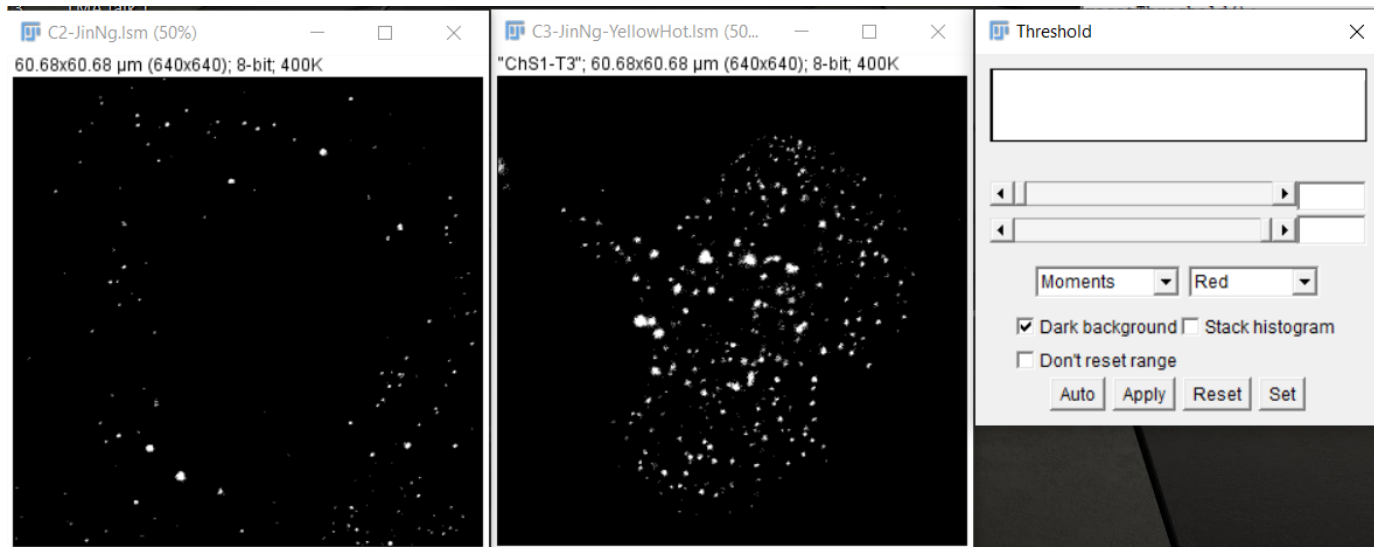 C2-JinNg.lsm (50%)
60.68x60.68 µm (640x640); 8-bit; 400K
C3-JinNg-YellowHot.lsm (50...
"ChS1-T3"; 60.68x60.68 µm (640x640); 8-bit; 400K
Threshold
Moments
Red
Dark background
Stack histogram
Don't reset range
Auto
Apply
Reset
Set